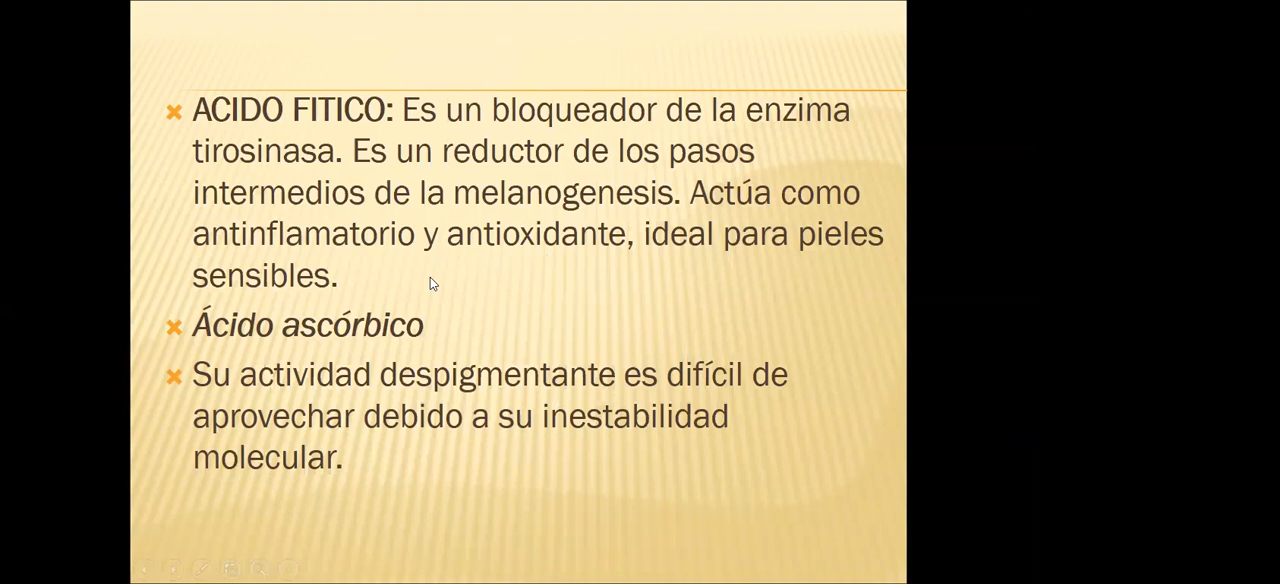 ACIDO FITICO: Es un bloqueador de la enzima
tirosinasa. Es un reductor de los pasos
intermedios de la melanogenesis. Actúa como
antinflamatorio y antioxidante, ideal para pieles
sensibles.
Ácido ascórbico
Su actividad despigmentante es difícil de
aprovechar debido a su inestabilidad
molecular.